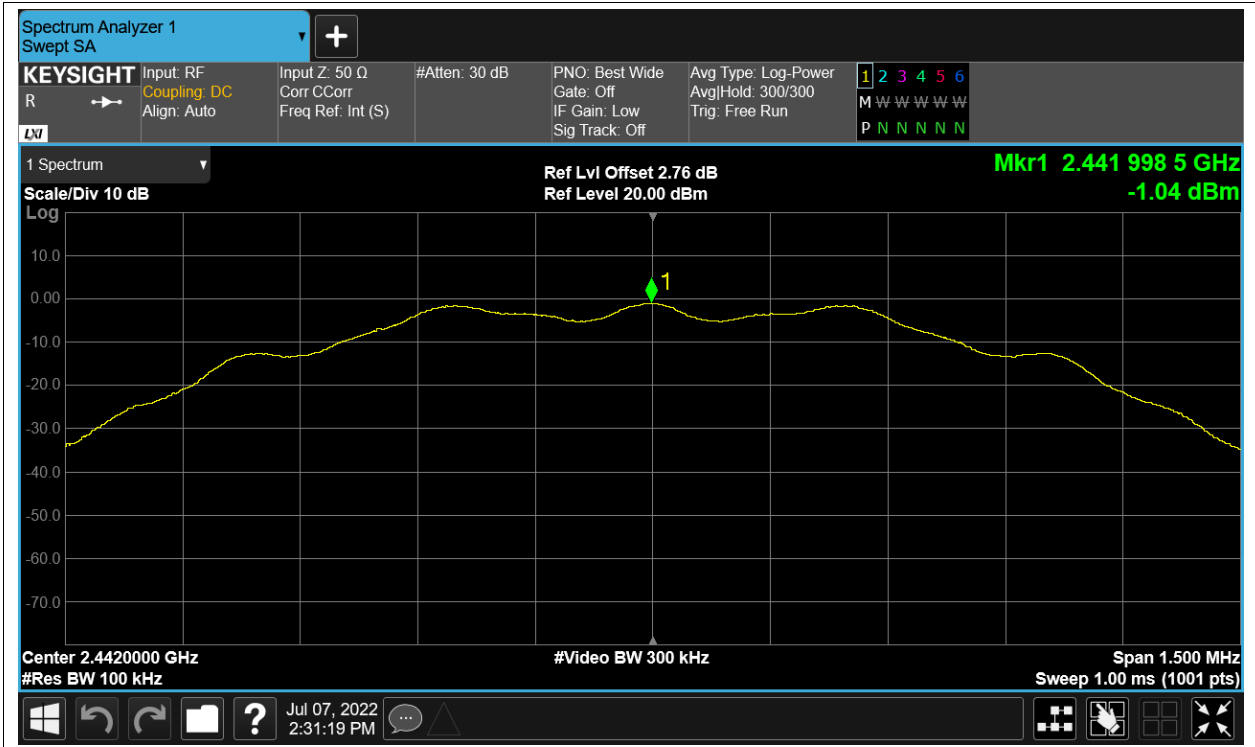 Spectrum Analyzer 1
Swept SA
+
KEYSIGHT Input: RF Input Z: 50 Ω #Atten: 30 dB PNO: Best Wide Avg Type: Log-Power 1 2 3 4 5 6
R Coupling: DC Corr CCorr Gate: Off Avg|Hold: 300/300 M W W W W W W
Align: Auto Freq Ref: Int (S) IF Gain: Low Trig: Free Run
LXI Sig Track: Off P N N N N N N
1 Spectrum Ref Lvl Offset 2.76 dB Mkr1 2.441 998 5 GHz
Scale/Div 10 dB Ref Level 20.00 dBm -1.04 dBm
Log
10.0
1
0.00
-10.0
-20.0
-30.0
-40.0
-50.0
-60.0
-70.0
Center 2.4420000 GHz #Video BW 300 kHz Span 1.500 MHz
#Res BW 100 kHz Sweep 1.00 ms (1001 pts)
? Jul 07, 2022
2:31:19 PM